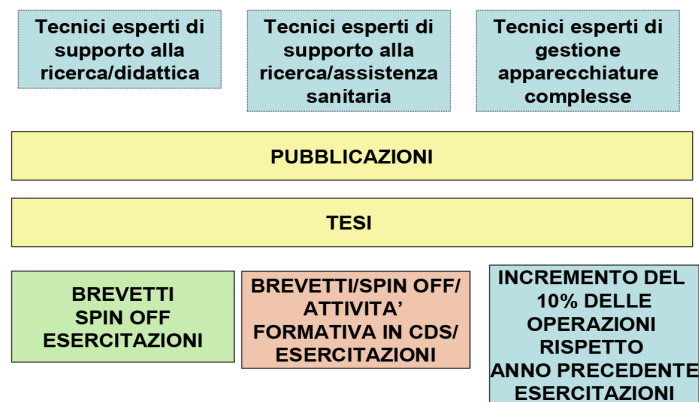 Tecnici esperti di
supporto alla
ricerca/didattica
Tecnici esperti di
supporto alla
ricerca/assistenza
sanitaria
Tecnici esperti di
gestione
apparecchiature
complesse
PUBBLICAZIONI
TESI
BREVETTI
SPIN OFF
ESERCITAZIONI
BREVETTI/SPIN OFF/
ATTIVITA’
FORMATIVA IN CDS/
ESERCITAZIONI
INCREMENTO DEL
10% DELLE
OPERAZIONI
RISPETTO
ANNO PRECEDENTE
ESERCITAZIONI